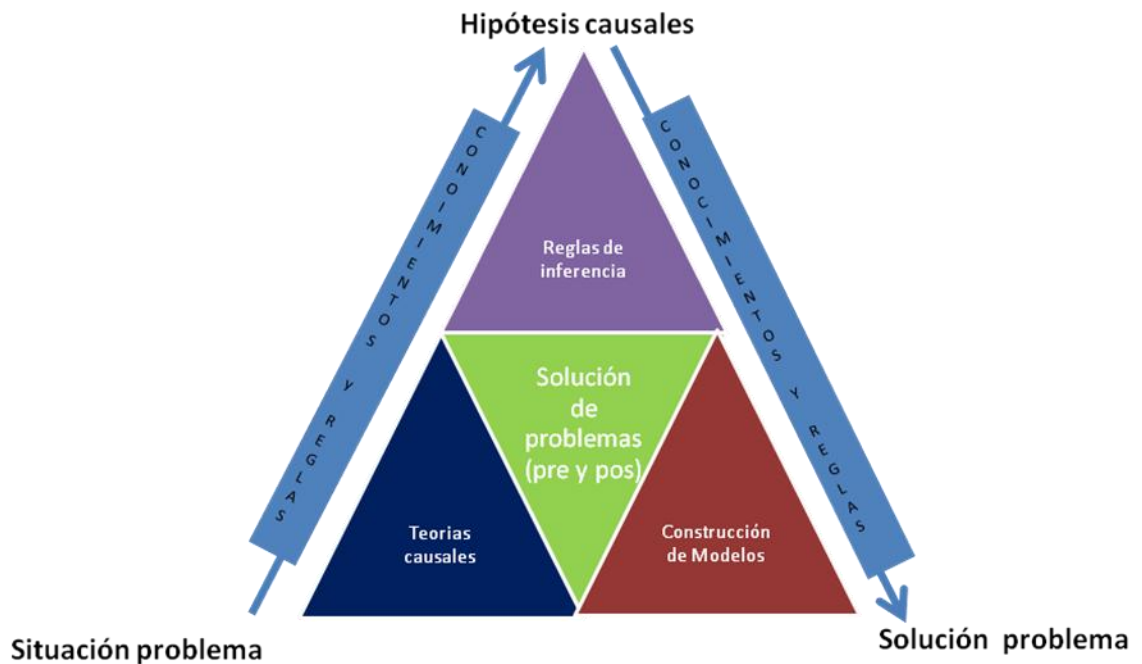 Hipótesis causales
CONOIMIENTOS Y REGLAS
CONOCIMIENTOS Y REGLAS
Reglas de
inferencia
Solución
de
problemas
(pre y pos)
Teorias
causales
Construcción
de Modelos
Situación problema
Solución problema